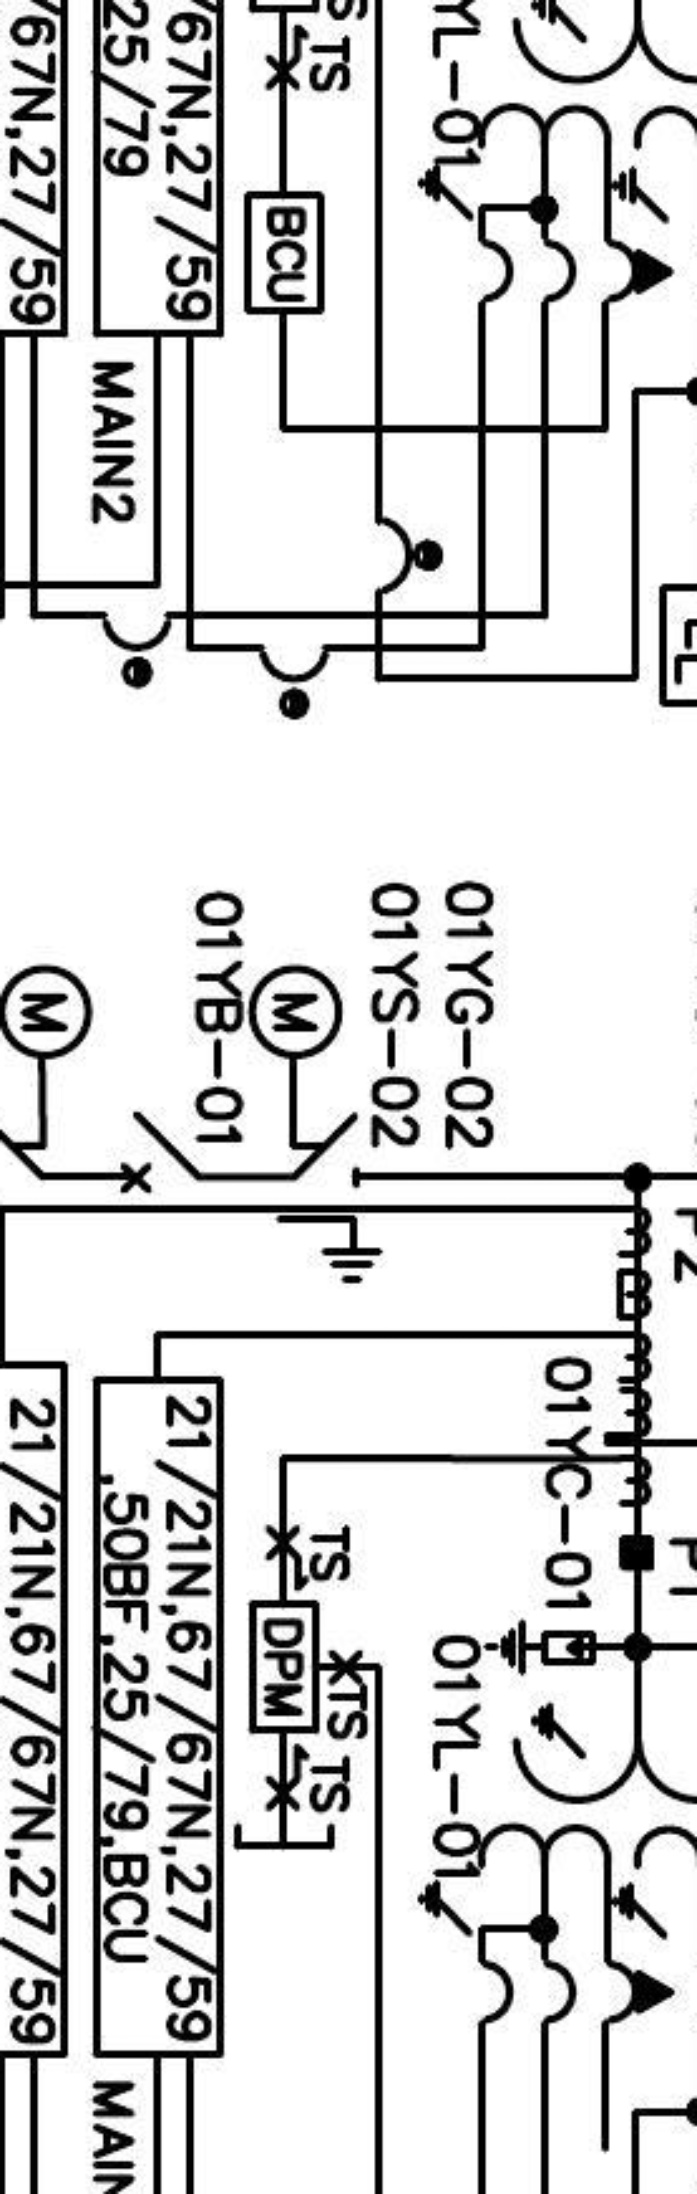 P2
P1
01YC-01
YL-01
01YG-02
01YL-01
01YS-02
TS
TS
TS
TS
BCU
M
DPM
01YB-01
/67N,27/59
21/21N,67/67N,27/59
25/79
,50BF,25/79,BCU
MAIN2
MAIN
/67N,27/59
M
21/21N,67/67N,27/59